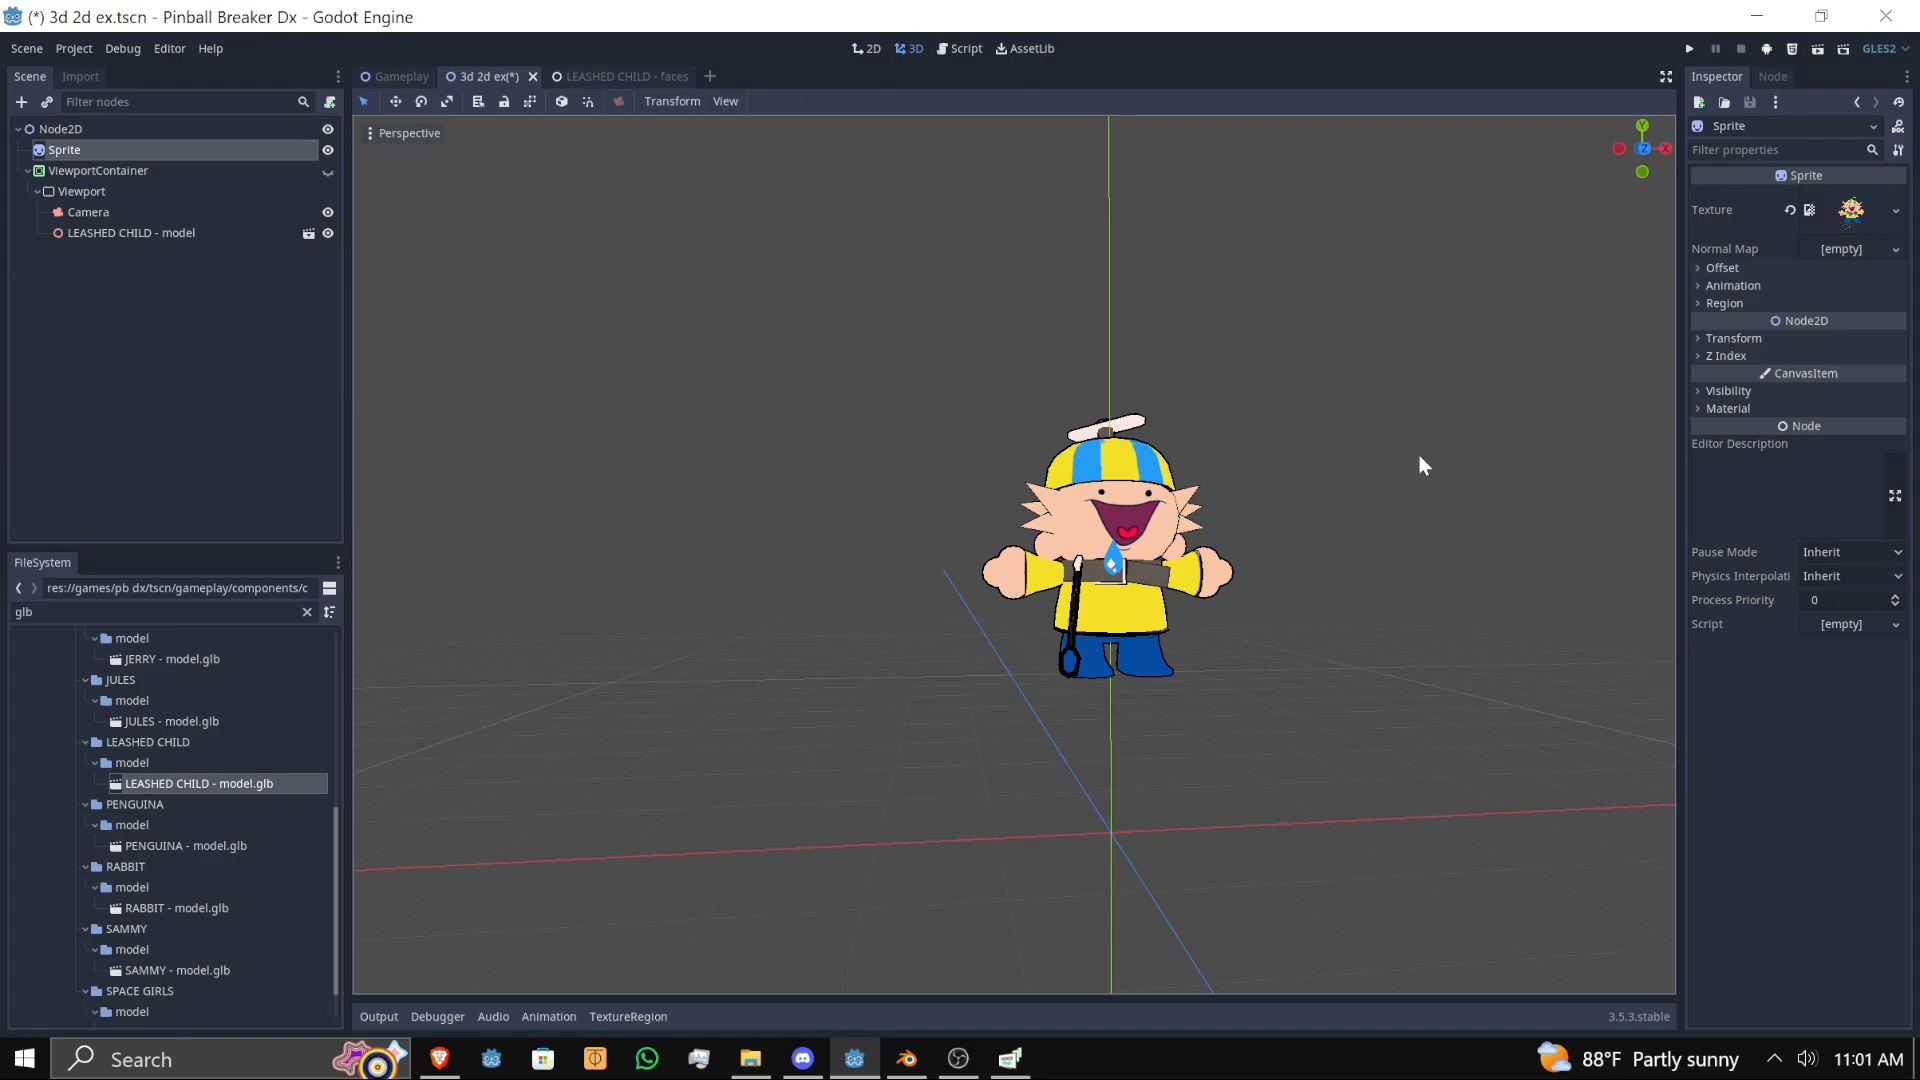 (*) 3d 2d ex.tscn - Pinball Breaker Dx - Godot Engine
Scene Project Debug Editor Help
2D 3D Script AssetLib
GLES2
Scene Import
Gameplay 3d 2d ex(*) LEASHED CHILD - faces
Inspector Node
Filter nodes
Transform View
Node2D
Sprite
ViewportContainer
Viewport
Camera
LEASHED CHILD - model
Perspective
Y
Z
X
Sprite
Filter properties
Sprite
Texture
Normal Map [empty]
Offset
Animation
Region
Node2D
Transform
Z Index
CanvasItem
Visibility
Material
Node
Editor Description
Pause Mode Inherit
Physics Interpolati Inherit
Process Priority 0
Script [empty]
FileSystem
res://games/pb dx/tscn/gameplay/components/c
glb
model
JERRY - model.glb
JULES
model
JULES - model.glb
LEASHED CHILD
model
LEASHED CHILD - model.glb
PENGUINA
model
PENGUINA - model.glb
RABBIT
model
RABBIT - model.glb
SAMMY
model
SAMMY - model.glb
SPACE GIRLS
model
Output Debugger Audio Animation TextureRegion
3.5.3.stable
Search
88°F Partly sunny
11:01 AM